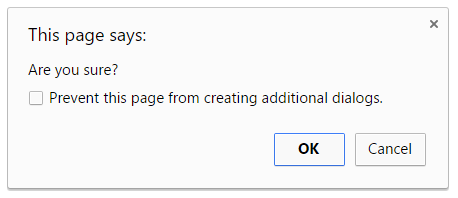 This page says:
Are you sure?
Prevent this page from creating additional dialogs.
OK Cancel